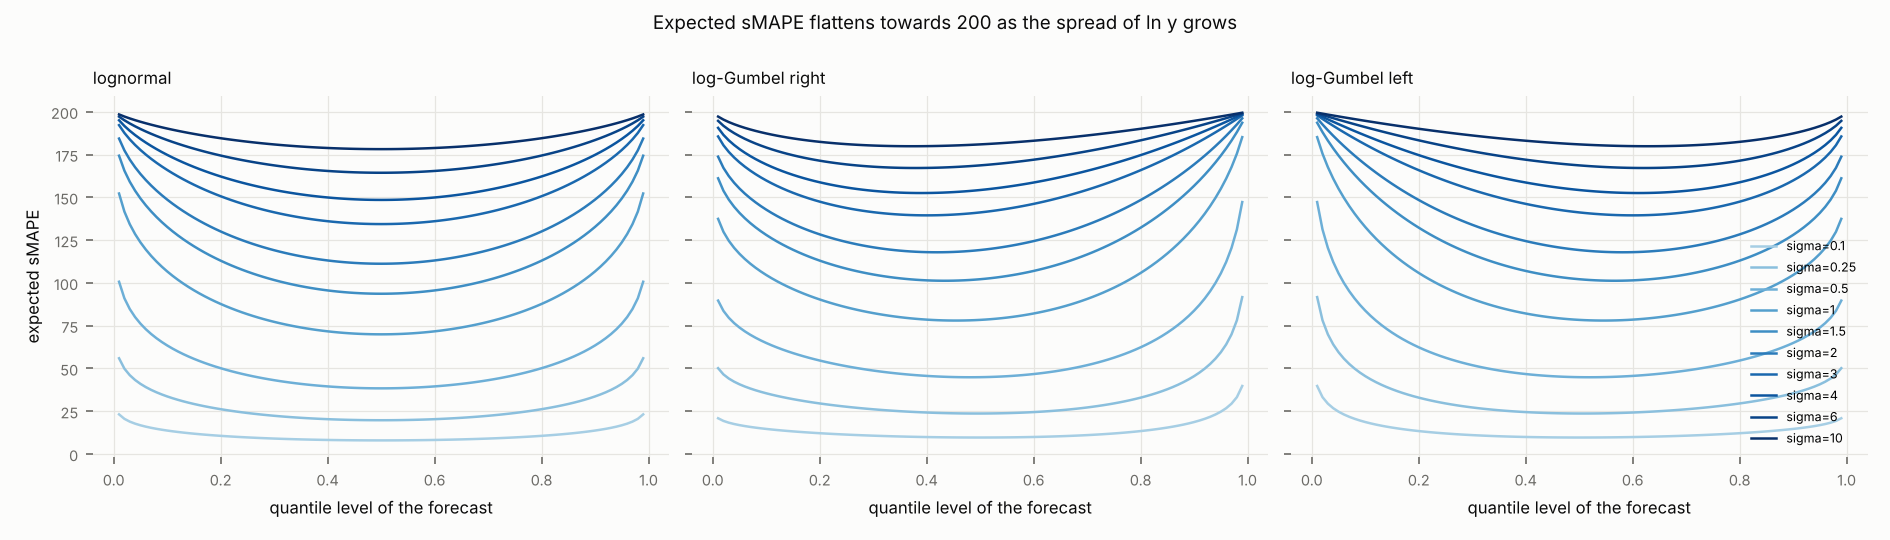 Expected sMAPE flattens towards 200 as the spread of ln y grows
lognormal
log-Gumbel right
log-Gumbel left
expected sMAPE
200
175
150
125
100
75
50
25
0
0.0 0.2 0.4 0.6 0.8 1.0
0.0 0.2 0.4 0.6 0.8 1.0
0.0 0.2 0.4 0.6 0.8 1.0
quantile level of the forecast
quantile level of the forecast
quantile level of the forecast
sigma=0.1
sigma=0.25
sigma=0.5
sigma=1
sigma=1.5
sigma=2
sigma=3
sigma=4
sigma=6
sigma=10